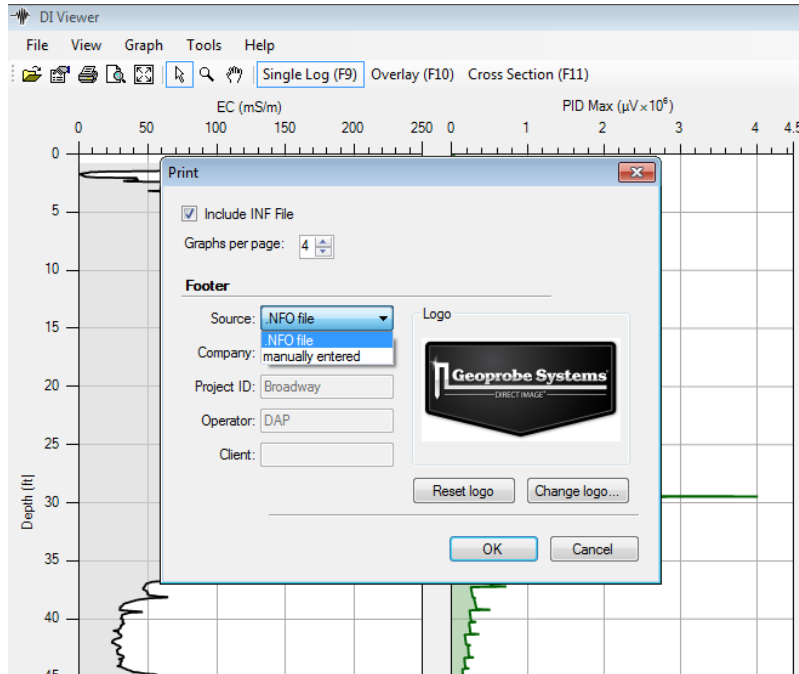 DI Viewer
File View Graph Tools Help
Single Log (F9) Overlay (F10) Cross Section (F11)
EC (mS/m) PID Max (µV×10⁶)
0 50 100 150 200 250 0 1 2 3 4 4.5
0
Print
Include INF File
5
Graphs per page: 4
10
Footer
Source: .NFO file Logo
15
.NFO file
Company: manually entered
Geoprobe Systems
DIRECT IMAGE
20
Project ID: Broadway
Operator: DAP
25
Client:
Depth [ft]
Reset logo Change logo...
30
OK Cancel
35
40
45